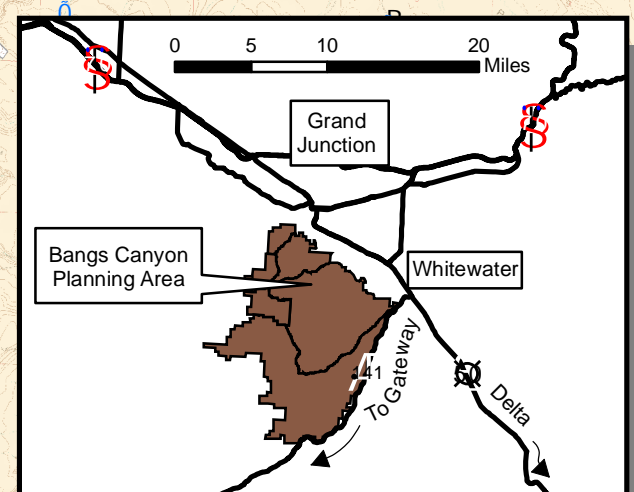 0 5 10 20
Miles
Grand
Junction
Bangs Canyon
Planning Area
Whitewater
141
To Gateway
Delta